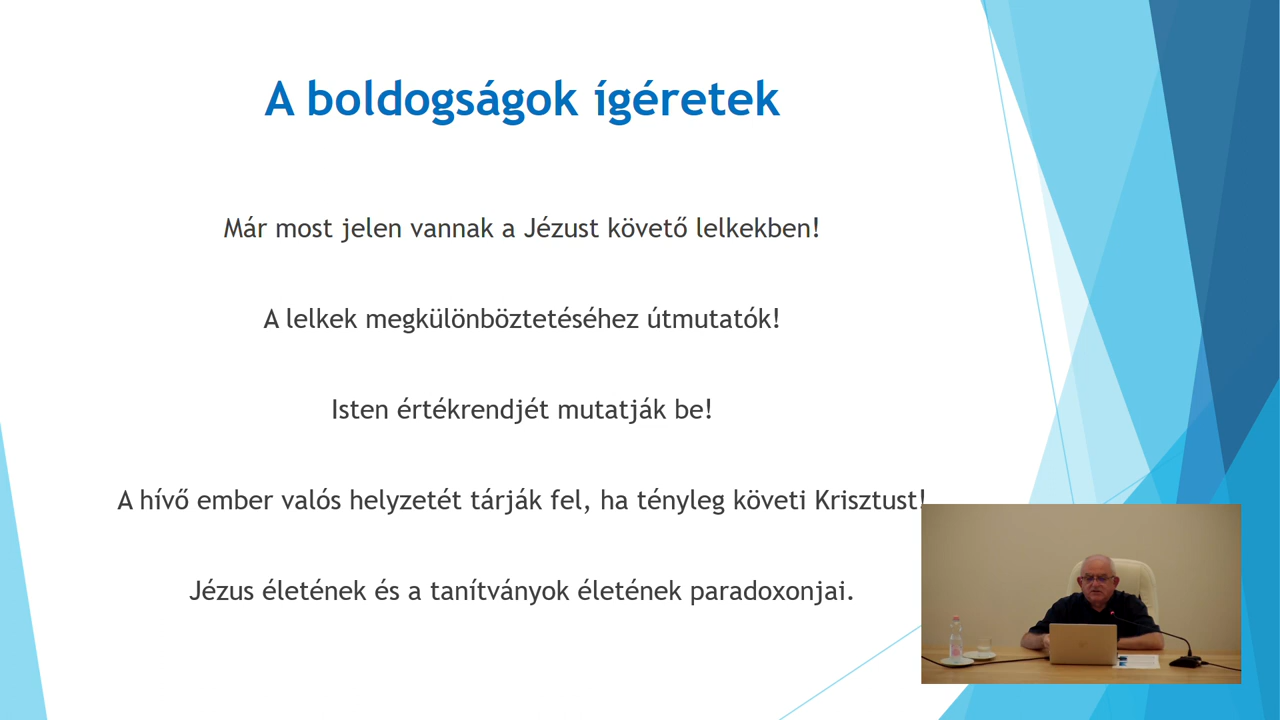 A boldogságok ígéretek
Már most jelen vannak a Jézust követő lelkekben!
A lelkek megkülönböztetéséhez útmutatók!
Isten értékrendjét mutatják be!
A hívő ember valós helyzetét tárják fel, ha tényleg követi Krisztust!
Jézus életének és a tanítványok életének paradoxonjai.